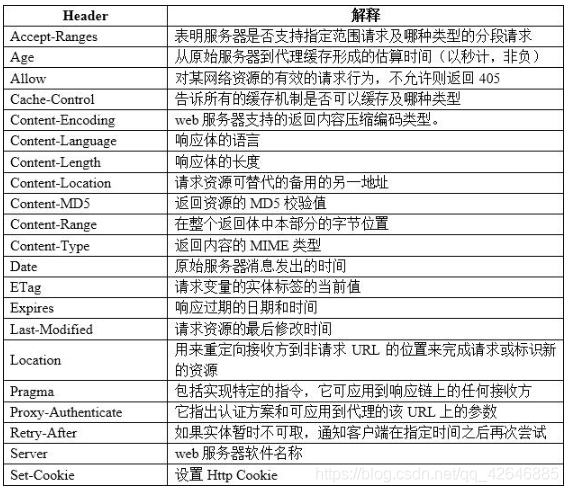 Header 解释
Accept-Ranges 表明服务器是否支持指定范围请求及哪种类型的分段请求
Age 从原始服务器到代理缓存形成的估算时间（以秒计，非负）
Allow 对某网络资源的有效的请求行为，不允许则返回 405
Cache-Control 告诉所有的缓存机制是否可以缓存及哪种类型
Content-Encoding web服务器支持的返回内容压缩编码类型。
Content-Language 响应体的语言
Content-Length 响应体的长度
Content-Location 请求资源可替代的备用的另一地址
Content-MD5 返回资源的 MD5 校验值
Content-Range 在整个返回体中本部分的字节位置
Content-Type 返回内容的 MIME 类型
Date 原始服务器消息发出的时间
ETag 请求变量的实体标签的当前值
Expires 响应过期的日期和时间
Last-Modified 请求资源的最后修改时间
Location 用来重定向接收方到非请求 URL 的位置来完成请求或标识新
的资源
Pragma 包括实现特定的指令，它可应用到响应链上的任何接收方
Proxy-Authenticate 它指出认证方案和可应用到代理的该 URL 上的参数
Retry-After 如果实体暂时不可取，通知客户端在指定时间之后再次尝试
Server web服务器软件名称
Set-Cookie 设置 Http Cookie
https://blog.csdn.net/qq_42646885